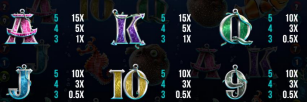 A 5 15X
4 5X
3 1X
K 5 15X
4 5X
3 1X
Q 5 10X
4 3X
3 0.5X
J 5 10X
4 3X
3 0.5X
10 5 10X
4 3X
3 0.5X
9 5 10X
4 3X
3 0.5X